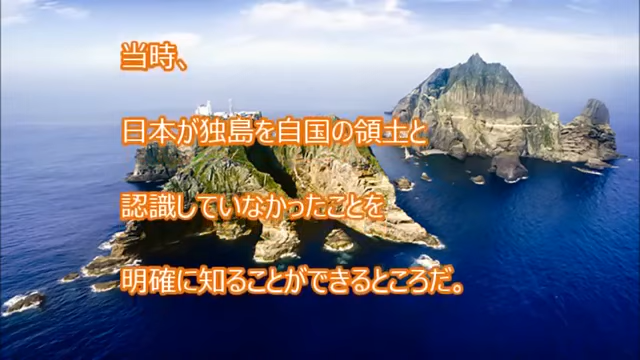 当時、
日本が独島を自国の領土と
認識していなかったことを
明確に知ることができるところだ。